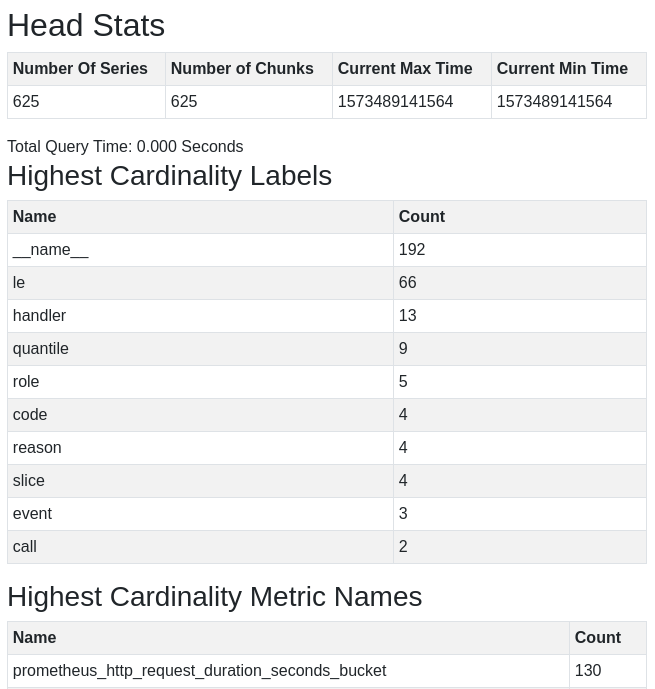 Head Stats
Number Of Series Number of Chunks Current Max Time Current Min Time
625 625 1573489141564 1573489141564
Total Query Time: 0.000 Seconds
Highest Cardinality Labels
Name Count
__name__ 192
le 66
handler 13
quantile 9
role 5
code 4
reason 4
slice 4
event 3
call 2
Highest Cardinality Metric Names
Name Count
prometheus_http_request_duration_seconds_bucket 130